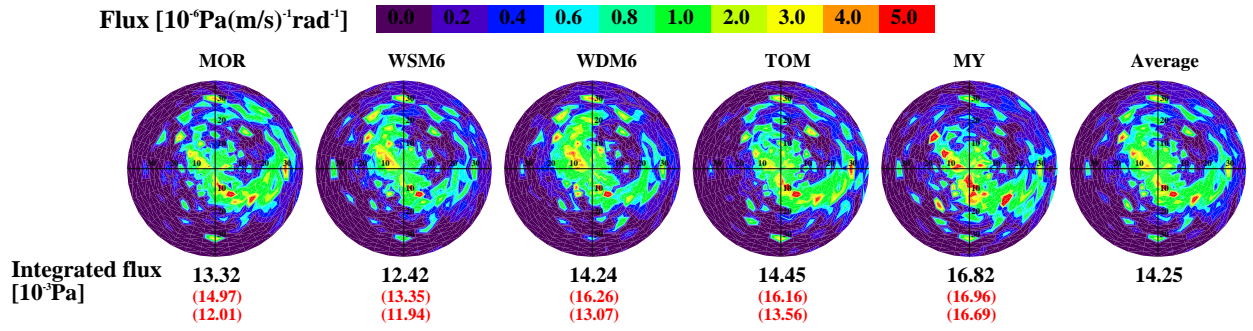 Flux [10⁻⁶Pa(m/s)⁻¹rad⁻¹] 0.0 0.2 0.4 0.6 0.8 1.0 2.0 3.0 4.0 5.0
MOR WSM6 WDM6 TOM MY Average
Integrated flux 13.32 12.42 14.24 14.45 16.82 14.25
[10⁻³Pa] (14.97) (13.35) (16.26) (16.16) (16.96)
(12.01) (11.94) (13.07) (13.56) (16.69)